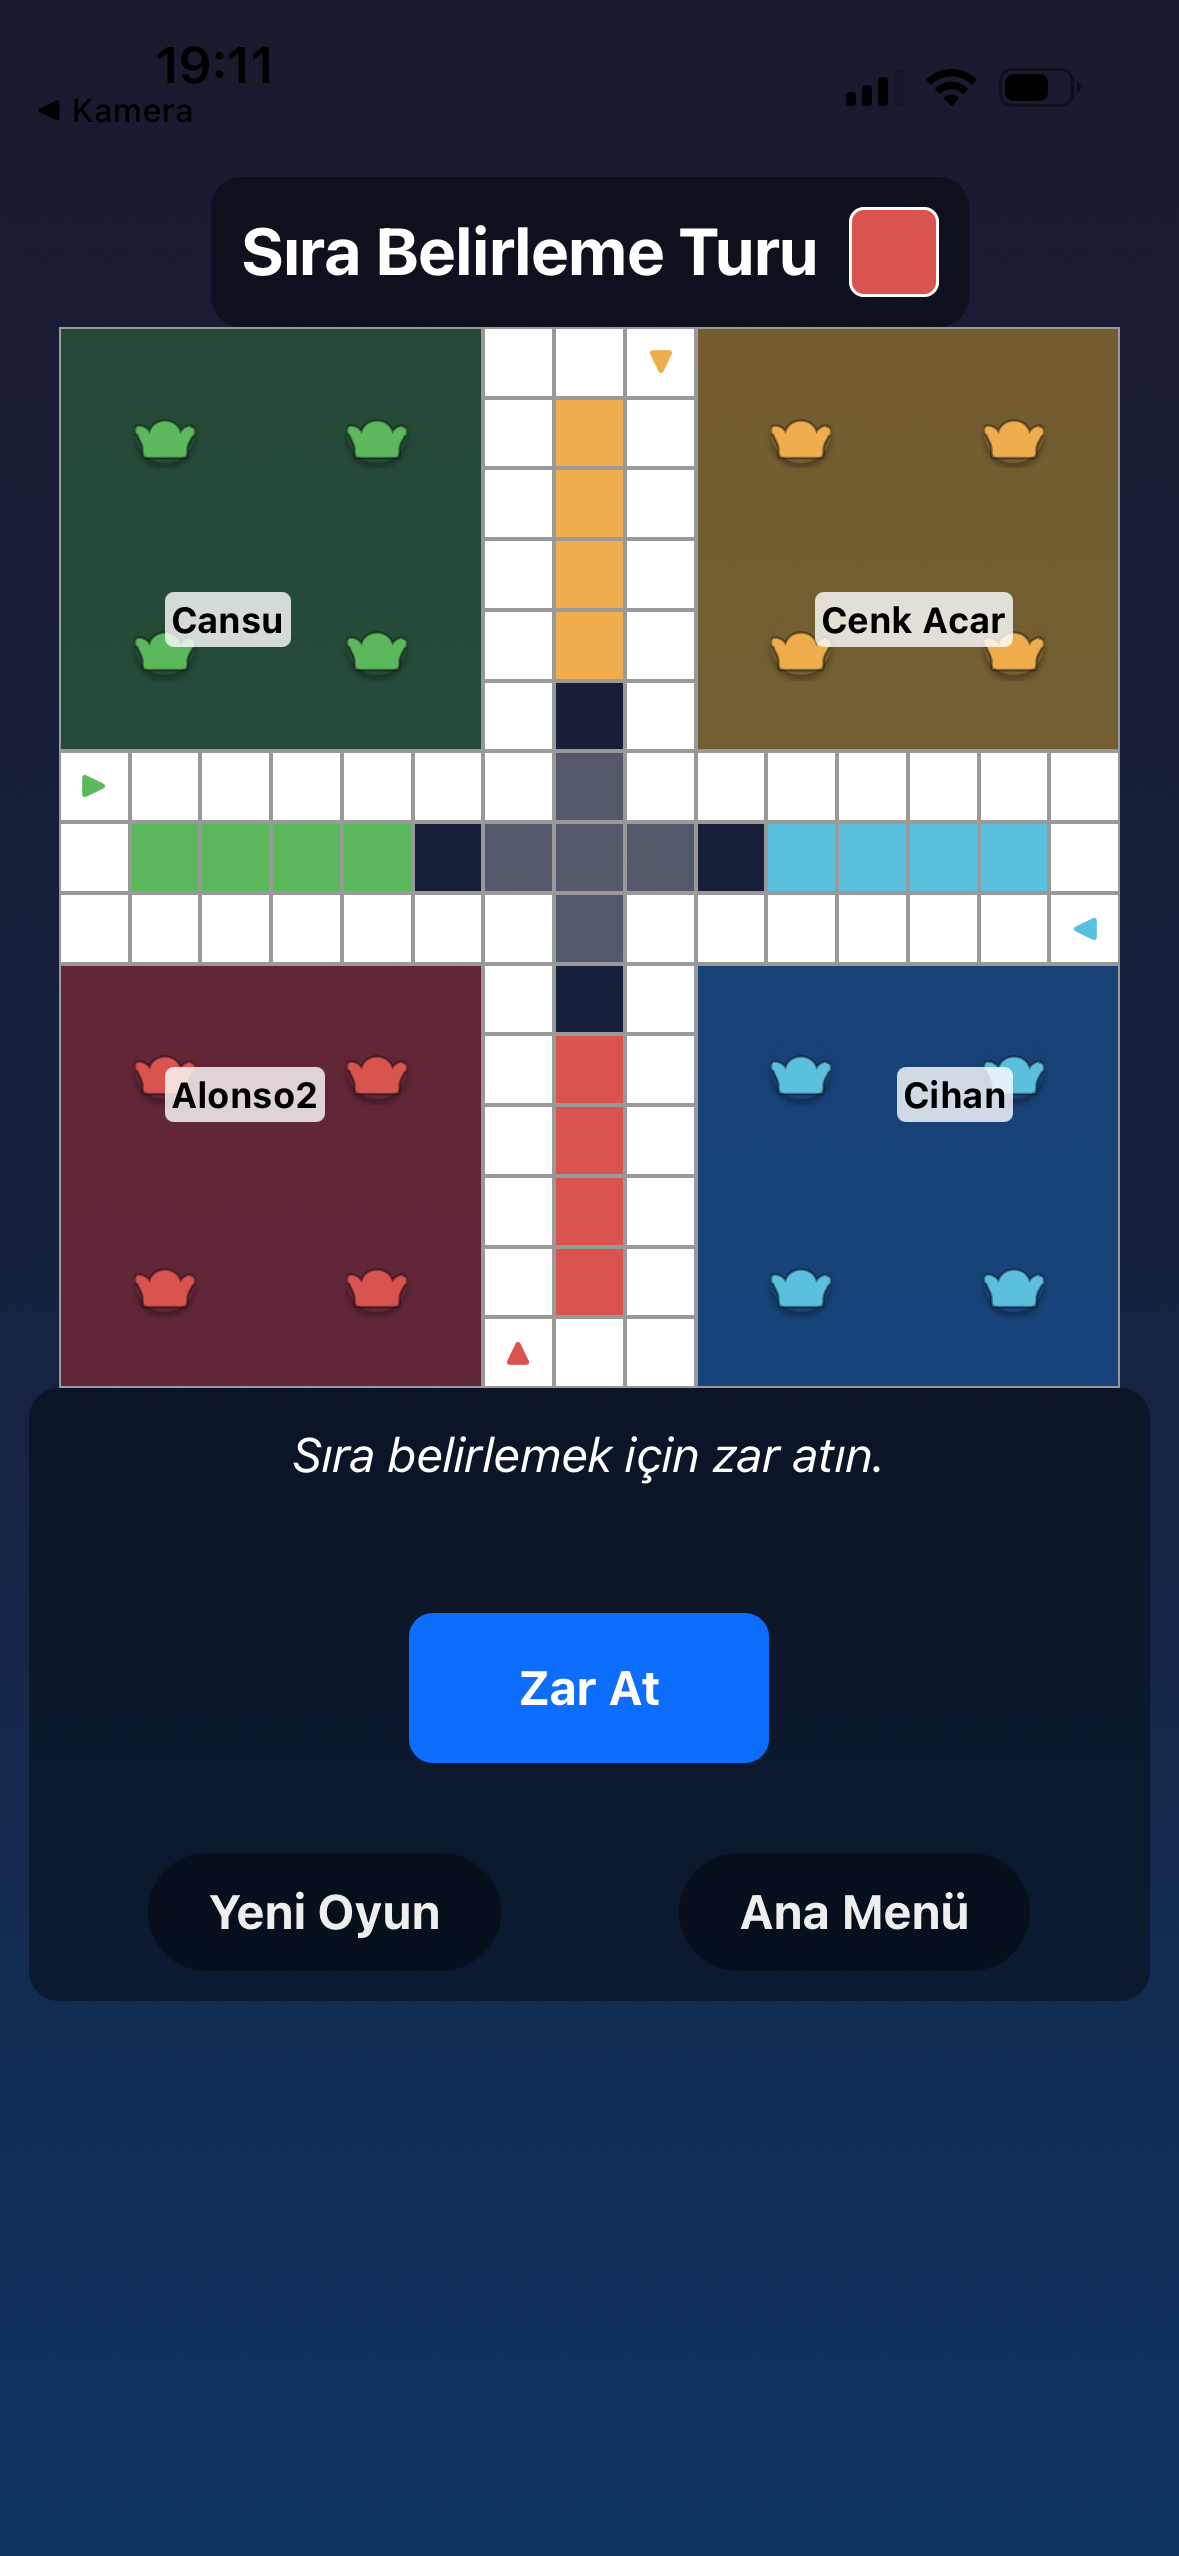 19:11
Kamera
Sıra Belirleme Turu
Cansu
Cenk Acar
Alonso2
Cihan
Sıra belirlemek için zar atın.
Zar At
Yeni Oyun
Ana Menü